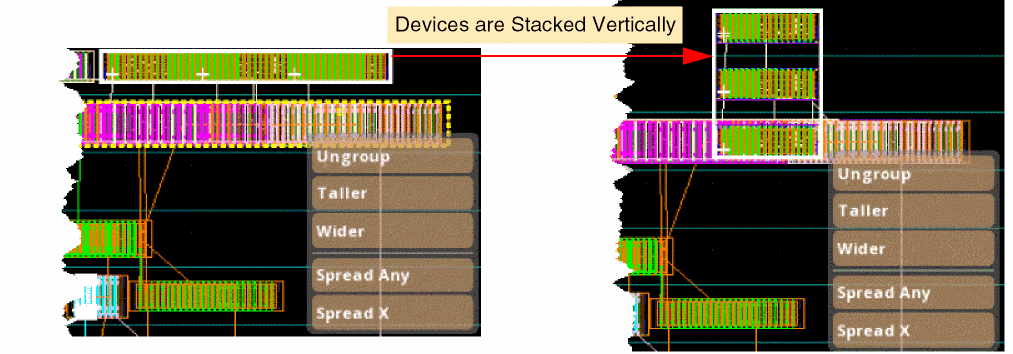 Devices are Stacked Vertically
Ungroup
Taller
Wider
Spread Any
Spread X
Ungroup
Taller
Wider
Spread Any
Spread X